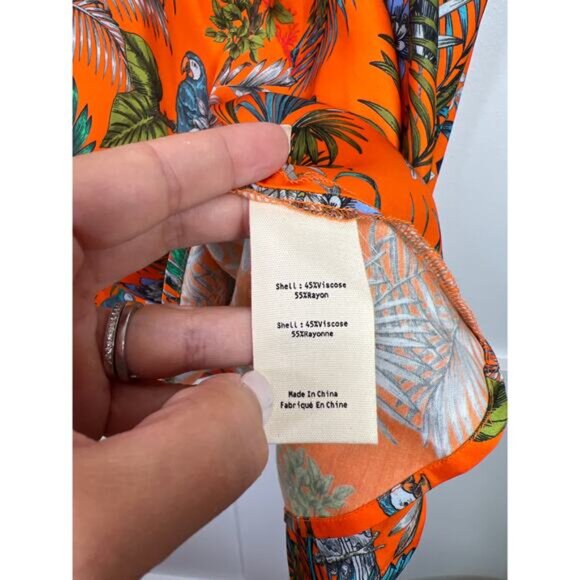 Shell : 45%Viscose
55%Rayon
Shell : 45%Viscose
55%Rayonne
Made In China
Fabriqué En Chine